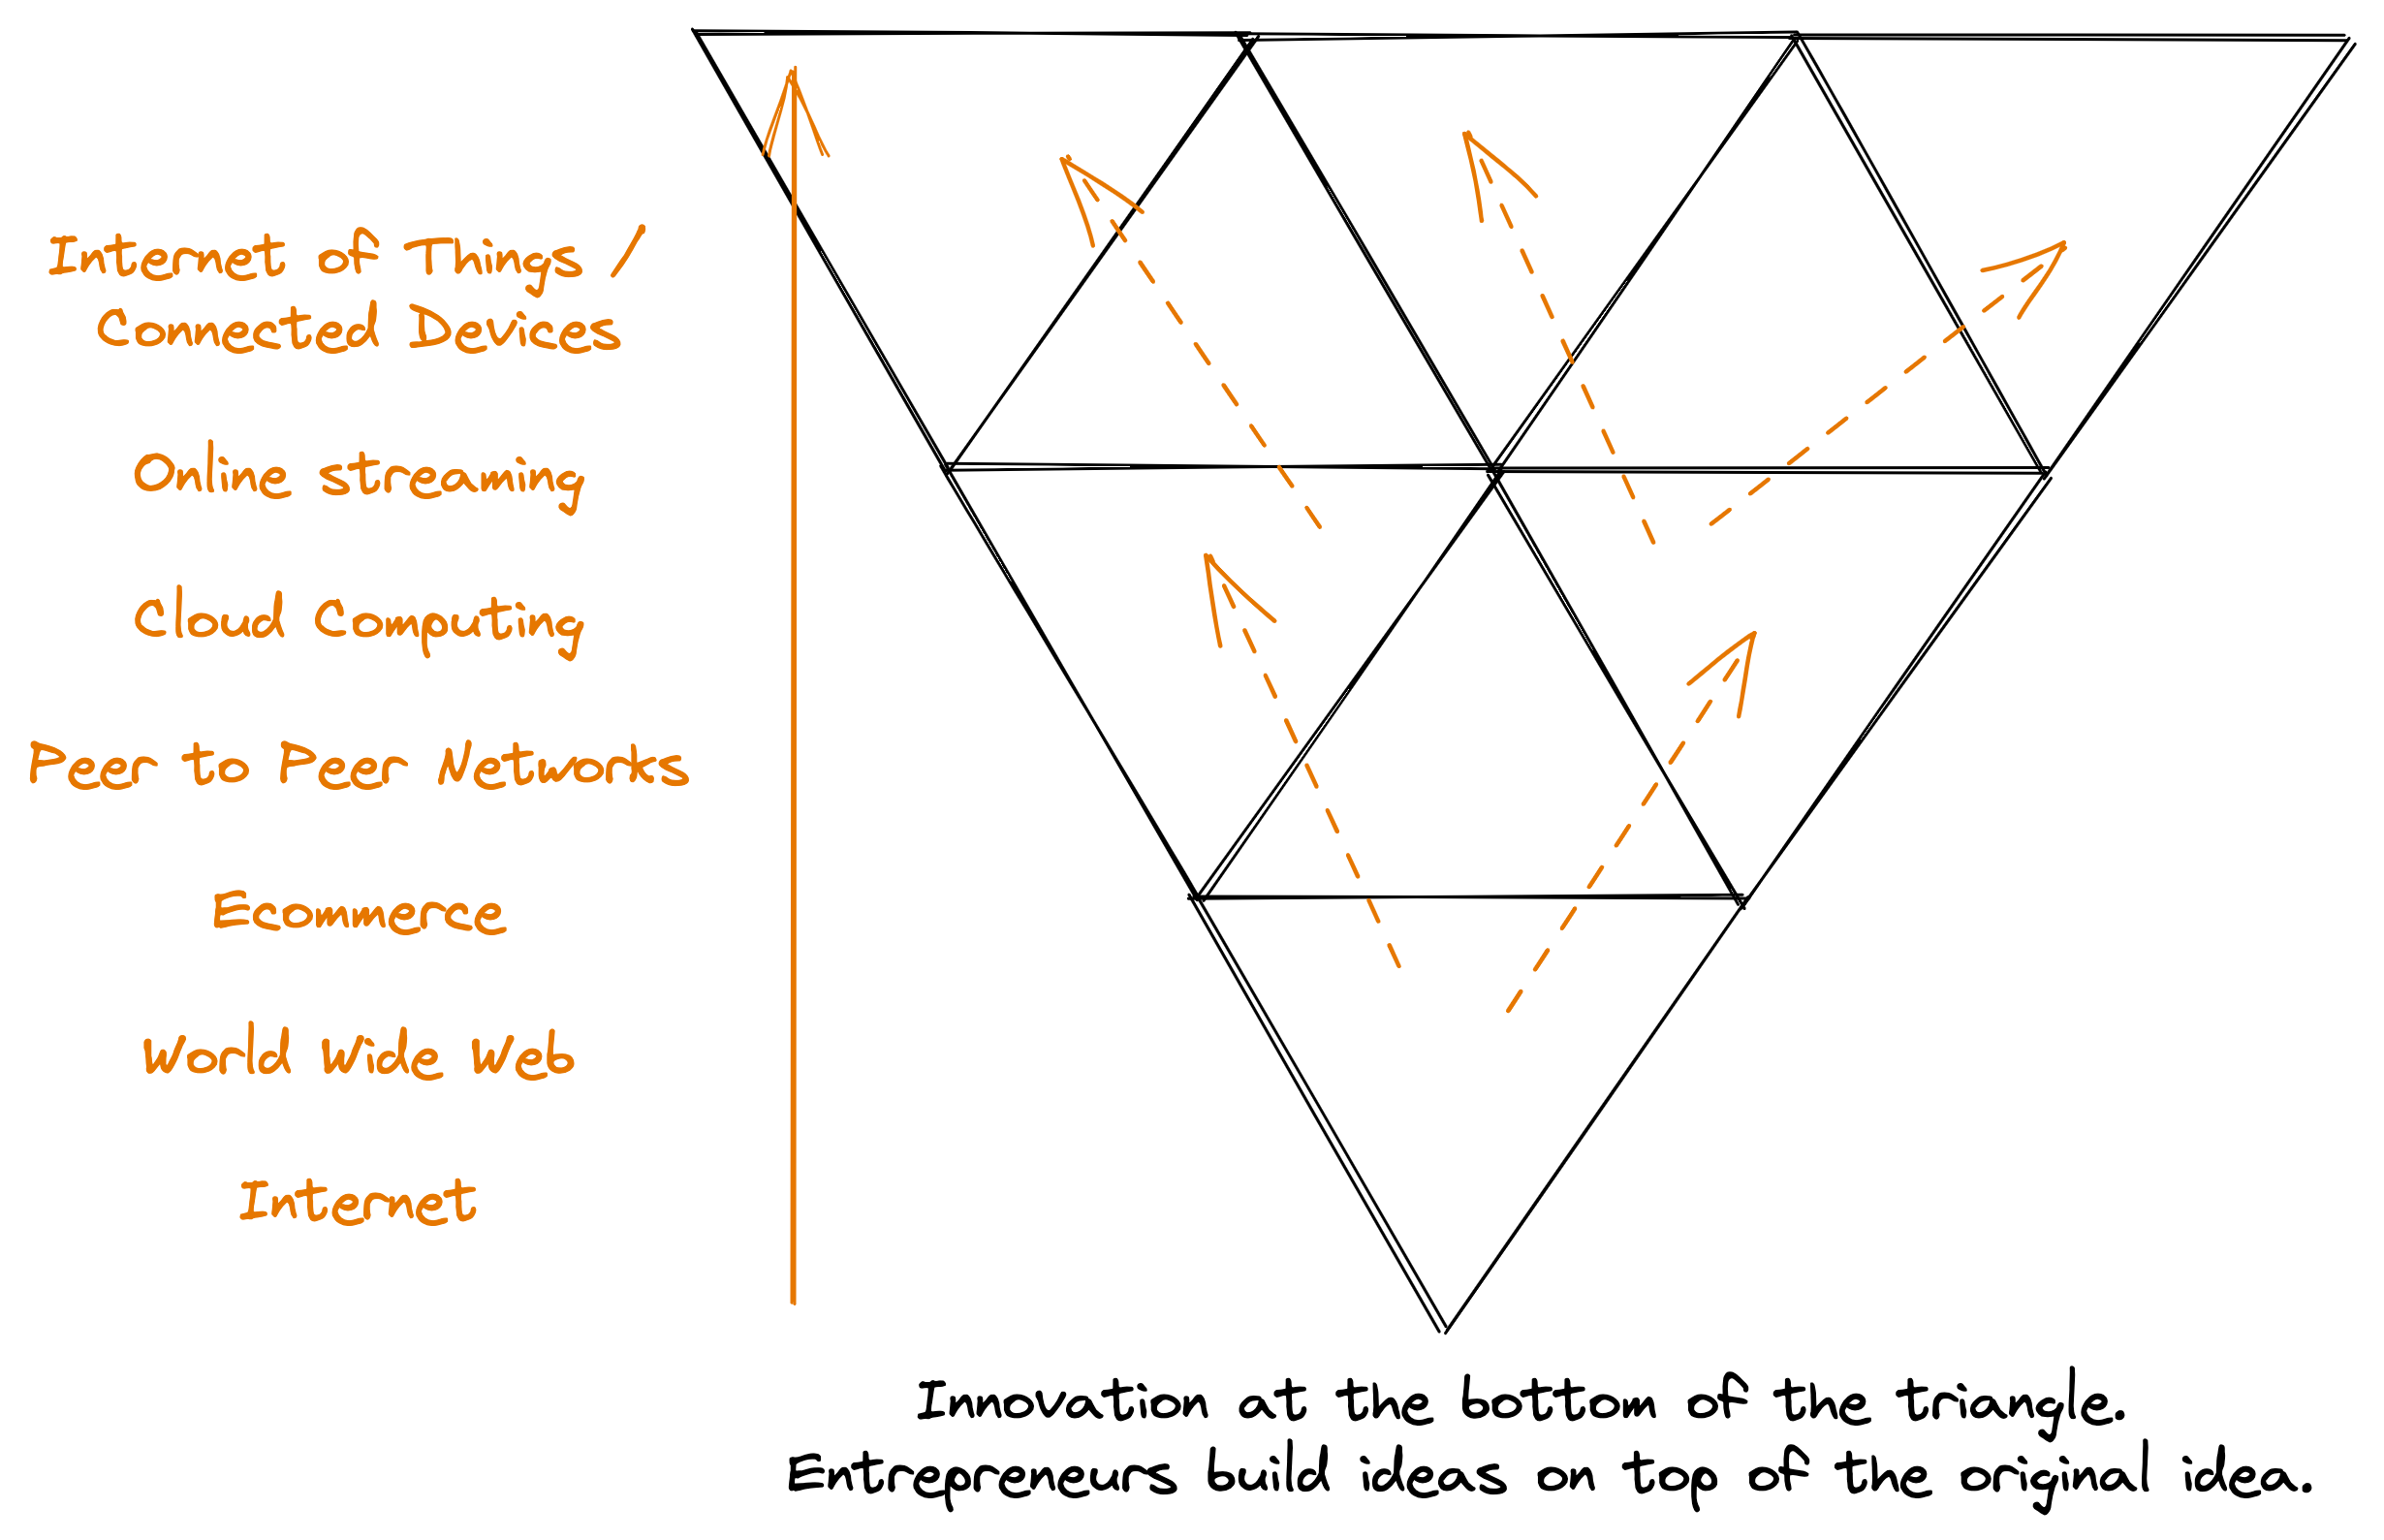 Internet of Things /
Connected Devices
Online streaming
Cloud Computing
Peer to Peer Networks
Ecommerce
World Wide Web
Internet
Innovation at the bottom of the triangle.
Entrepreneurs build ideas on top of the original idea.